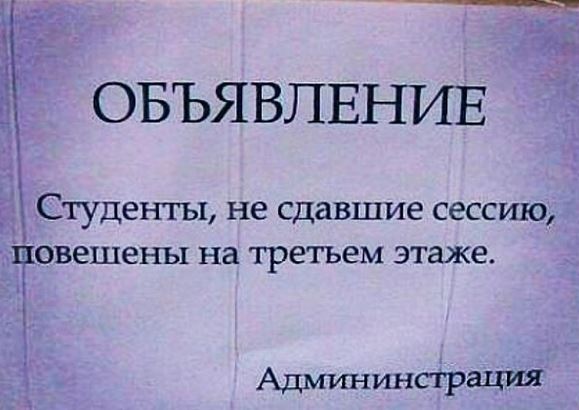 ОБЪЯВЛЕНИЕ
Студенты, не сдавшие сессию,
повешены на третьем этаже.
Админинстрация